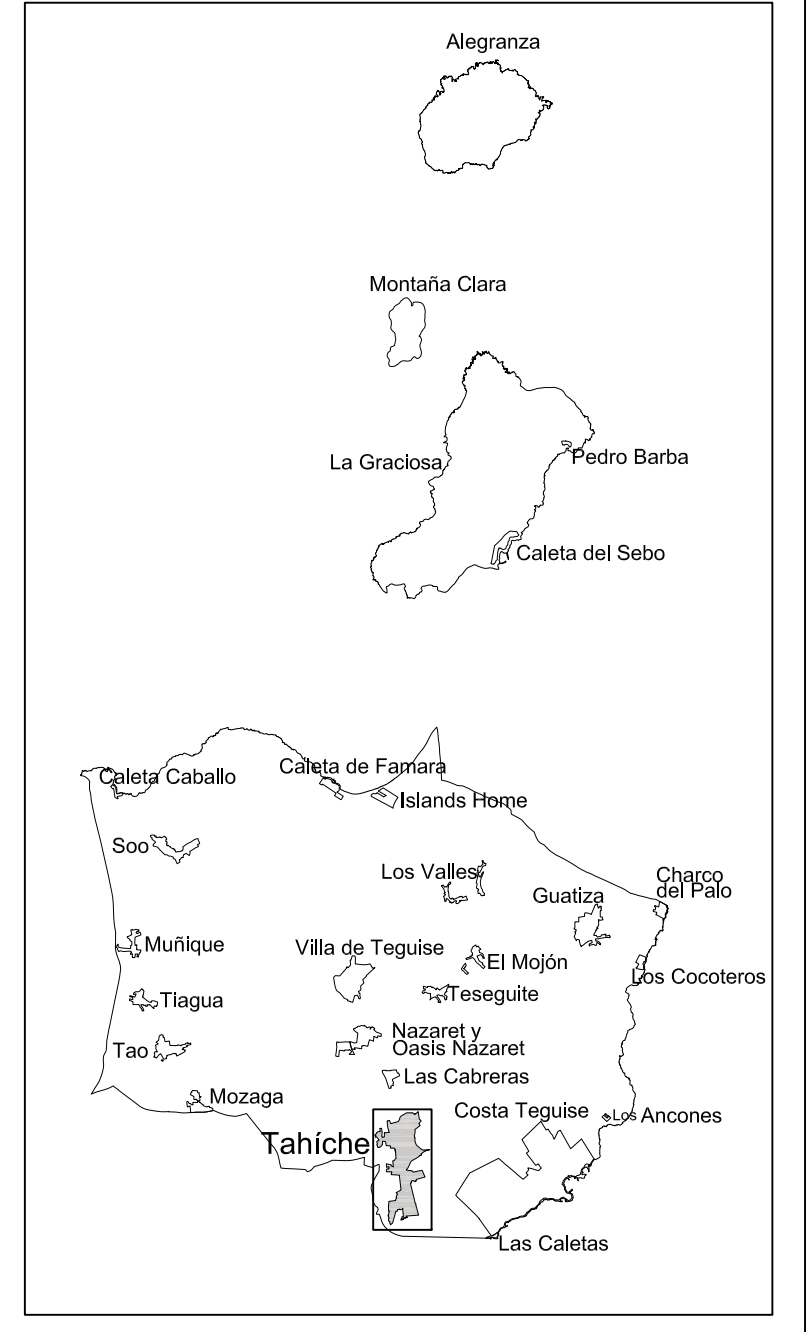 Alegranza
Montaña Clara
La Graciosa
Pedro Barba
Caleta del Sebo
Caleta Caballo
Caleta de Famara
Islands Home
Soo
Los Valles
Guatiza
Charco
del Palo
Muñique
Villa de Teguise
El Mojón
Los Cocoteros
Tiagua
Teseguite
Tao
Nazaret y
Oasis Nazaret
Las Cabreras
Mozaga
Costa Teguise
Los Ancones
Tahíche
Las Caletas